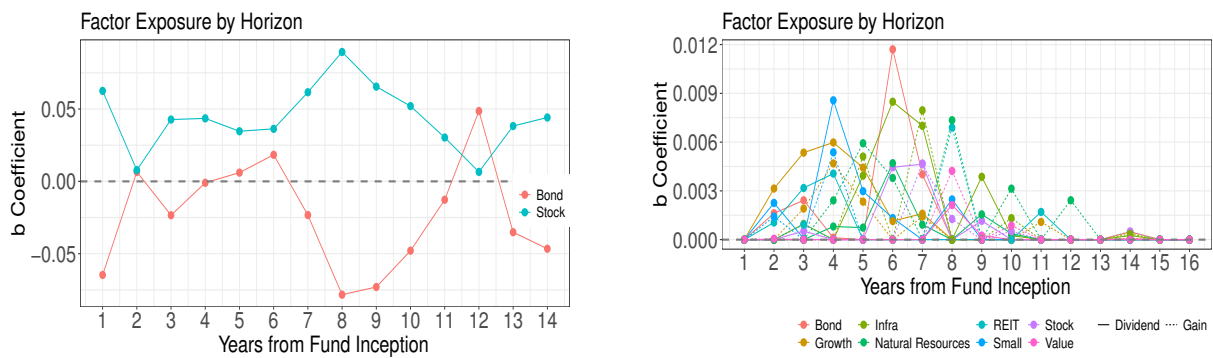 Factor Exposure by Horizon
b Coefficient
0.05
0.00
−0.05
Bond
Stock
1 2 3 4 5 6 7 8 9 10 11 12 13 14
Years from Fund Inception
Factor Exposure by Horizon
b Coefficient
0.012
0.009
0.006
0.003
0.000
1 2 3 4 5 6 7 8 9 10 11 12 13 14 15 16
Years from Fund Inception
Bond Infra REIT Stock Dividend Gain
Growth Natural Resources Small Value